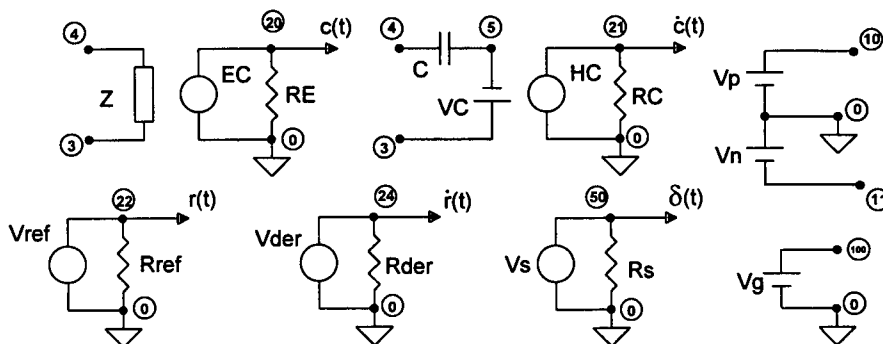 4
Z
3
20
c(t)
EC
RE
0
4
5
C
VC
3
21
ċ(t)
HC
RC
0
10
Vp
0
Vn
11
22
r(t)
Vref
Rref
0
24
ṙ(t)
Vder
Rder
0
50
δ(t)
Vs
Rs
0
100
Vg
0